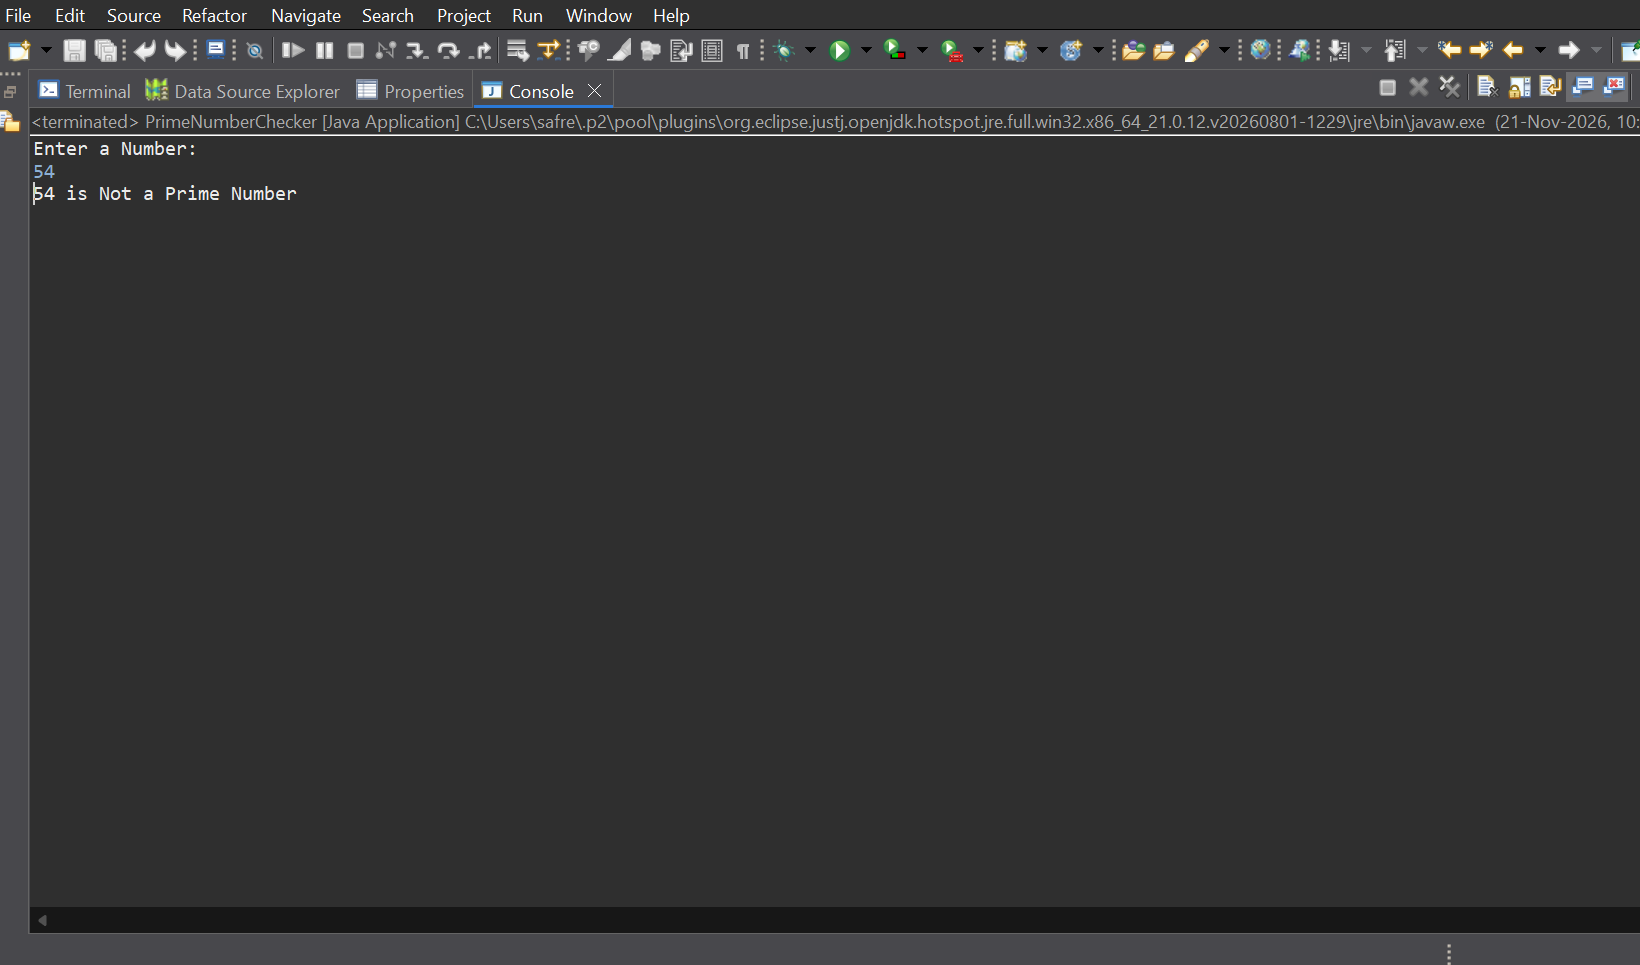 File Edit Source Refactor Navigate Search Project Run Window Help
Terminal Data Source Explorer Properties Console
<terminated> PrimeNumberChecker [Java Application] C:\Users\safre\.p2\pool\plugins\org.eclipse.justj.openjdk.hotspot.jre.full.win32.x86_64_21.0.12.v20260801-1229\jre\bin\javaw.exe (21-Nov-2026, 10:
Enter a Number:
54
54 is Not a Prime Number